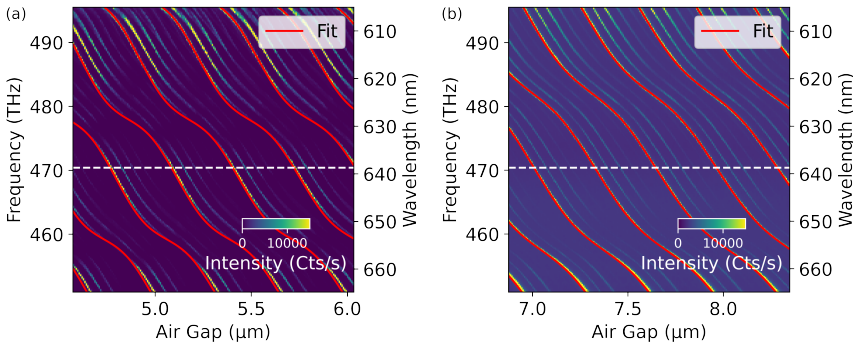 (a)
Fit
490
480
470
460
Frequency (THz)
610
620
630
640
650
660
Wavelength (nm)
0
10000
Intensity (Cts/s)
5.0
5.5
6.0
Air Gap (μm)
(b)
Fit
490
480
470
460
Frequency (THz)
610
620
630
640
650
660
Wavelength (nm)
0
10000
Intensity (Cts/s)
7.0
7.5
8.0
Air Gap (μm)